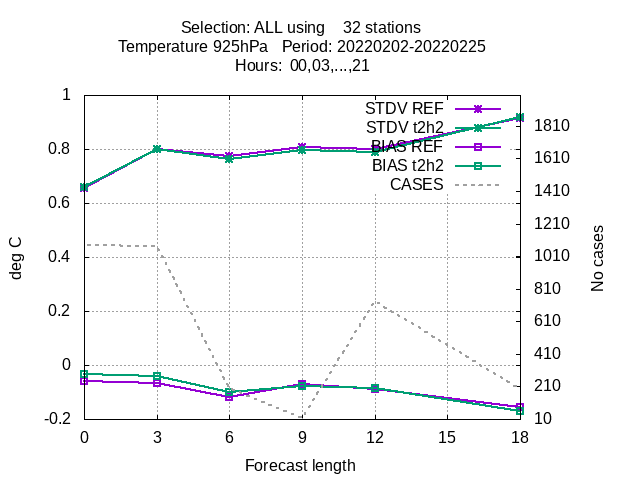 Selection: ALL using    32 stations
Temperature 925hPa   Period: 20220202-20220225
Hours: 00,03,...,21
STDV REF
STDV t2h2
BIAS REF
BIAS t2h2
CASES
1
0.8
0.6
0.4
0.2
0
-0.2
deg C
1810
1610
1410
1210
1010
810
610
410
210
10
No cases
0 3 6 9 12 15 18
Forecast length